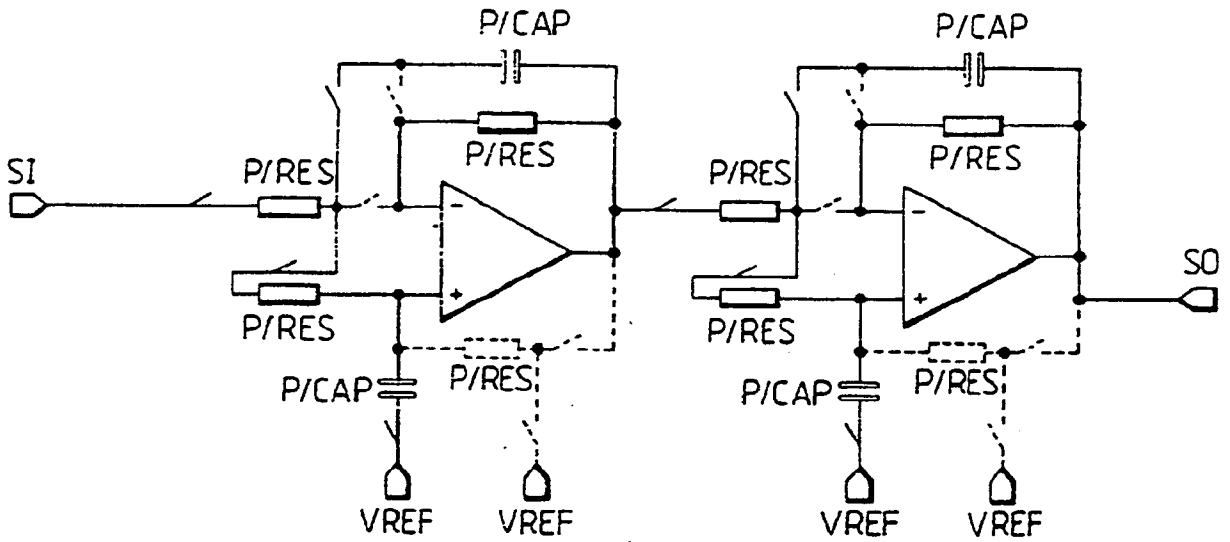 P/CAP
P/CAP
P/RES
P/RES
SI
P/RES
P/RES
−
−
SO
+
+
P/RES
P/RES
P/CAP
P/RES
P/CAP
P/RES
VREF
VREF
VREF
VREF